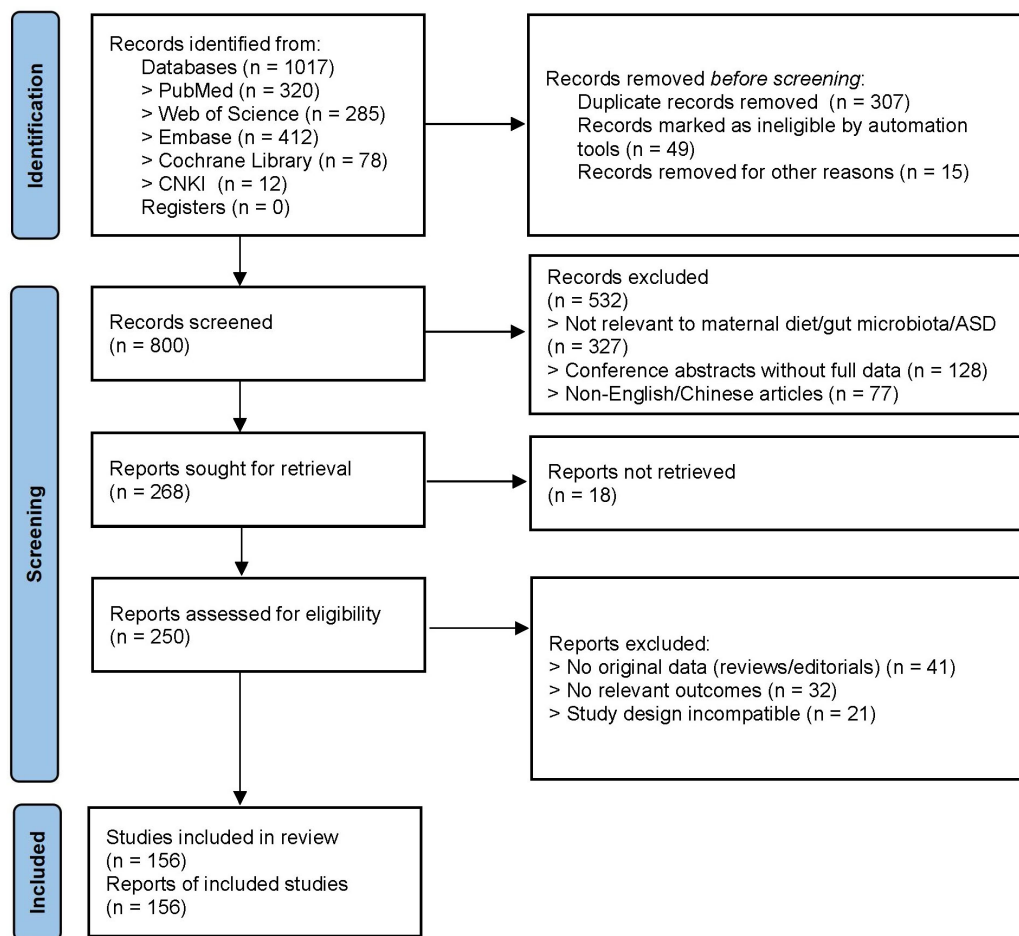 Identification
Records identified from:
Databases (n = 1017)
> PubMed (n = 320)
> Web of Science (n = 285)
> Embase (n = 412)
> Cochrane Library (n = 78)
> CNKI (n = 12)
Registers (n = 0)
Records removed before screening:
Duplicate records removed (n = 307)
Records marked as ineligible by automation
tools (n = 49)
Records removed for other reasons (n = 15)
Screening
Records screened
(n = 800)
Records excluded
(n = 532)
> Not relevant to maternal diet/gut microbiota/ASD
(n = 327)
> Conference abstracts without full data (n = 128)
> Non-English/Chinese articles (n = 77)
Reports sought for retrieval
(n = 268)
Reports not retrieved
(n = 18)
Reports assessed for eligibility
(n = 250)
Reports excluded:
> No original data (reviews/editorials) (n = 41)
> No relevant outcomes (n = 32)
> Study design incompatible (n = 21)
Included
Studies included in review
(n = 156)
Reports of included studies
(n = 156)